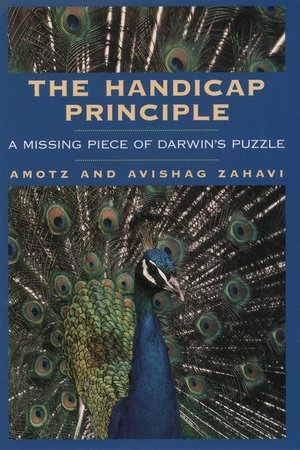 THE HANDICAP
PRINCIPLE
A MISSING PIECE OF DARWIN'S PUZZLE
AMOTZ AND AVISHAG ZAHAVI